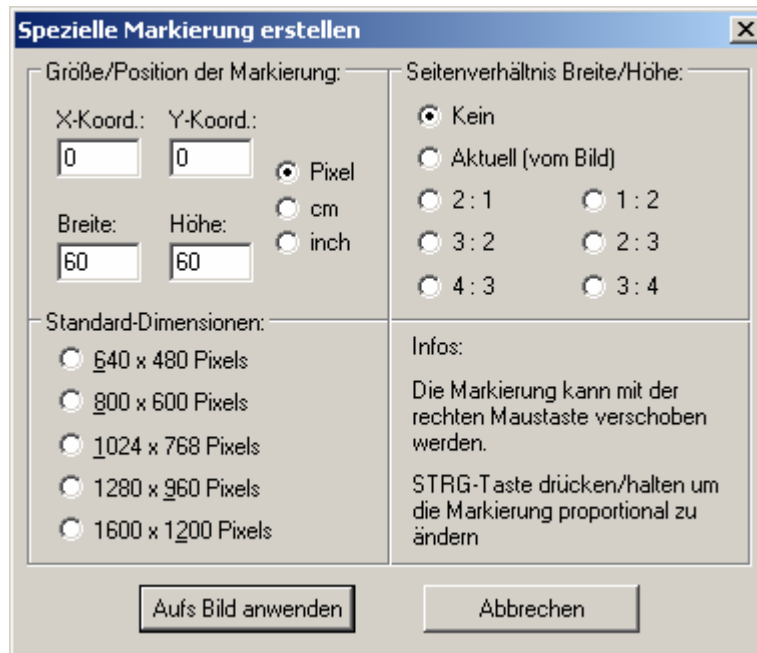 Spezielle Markierung erstellen
Größe/Position der Markierung:
X-Koord.: Y-Koord.:
0 0
Pixel
cm
inch
Breite: Höhe:
60 60
Seitenverhältnis Breite/Höhe:
Kein
Aktuell (vom Bild)
2 : 1 1 : 2
3 : 2 2 : 3
4 : 3 3 : 4
Standard-Dimensionen:
640 x 480 Pixels
800 x 600 Pixels
1024 x 768 Pixels
1280 x 960 Pixels
1600 x 1200 Pixels
Infos:
Die Markierung kann mit der
rechten Maustaste verschoben
werden.
STRG-Taste drücken/halten um
die Markierung proportional zu
ändern
Aufs Bild anwenden
Abbrechen